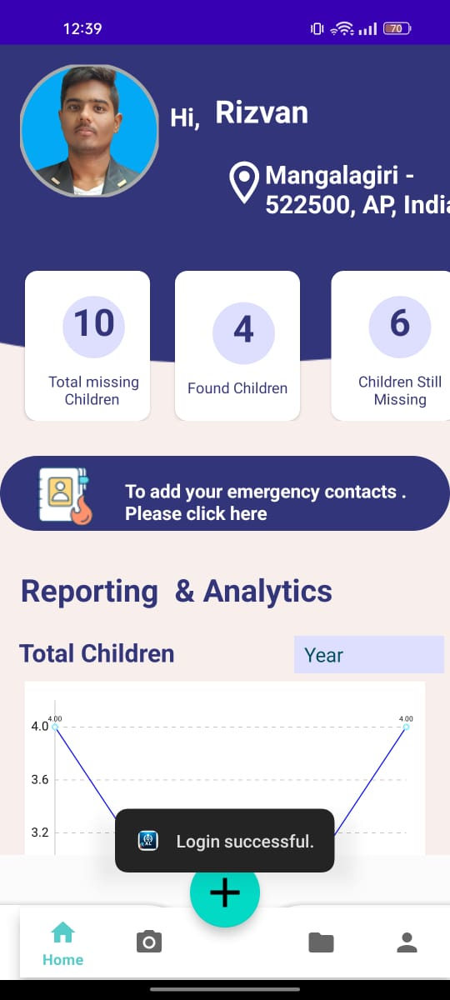 12:39
70
Hi, Rizvan
Mangalagiri -
522500, AP, India
10
Total missing
Children
4
Found Children
6
Children Still
Missing
To add your emergency contacts .
Please click here
Reporting & Analytics
Total Children
Year
4.00
4.00
4.0
3.6
3.2
Login successful.
Home